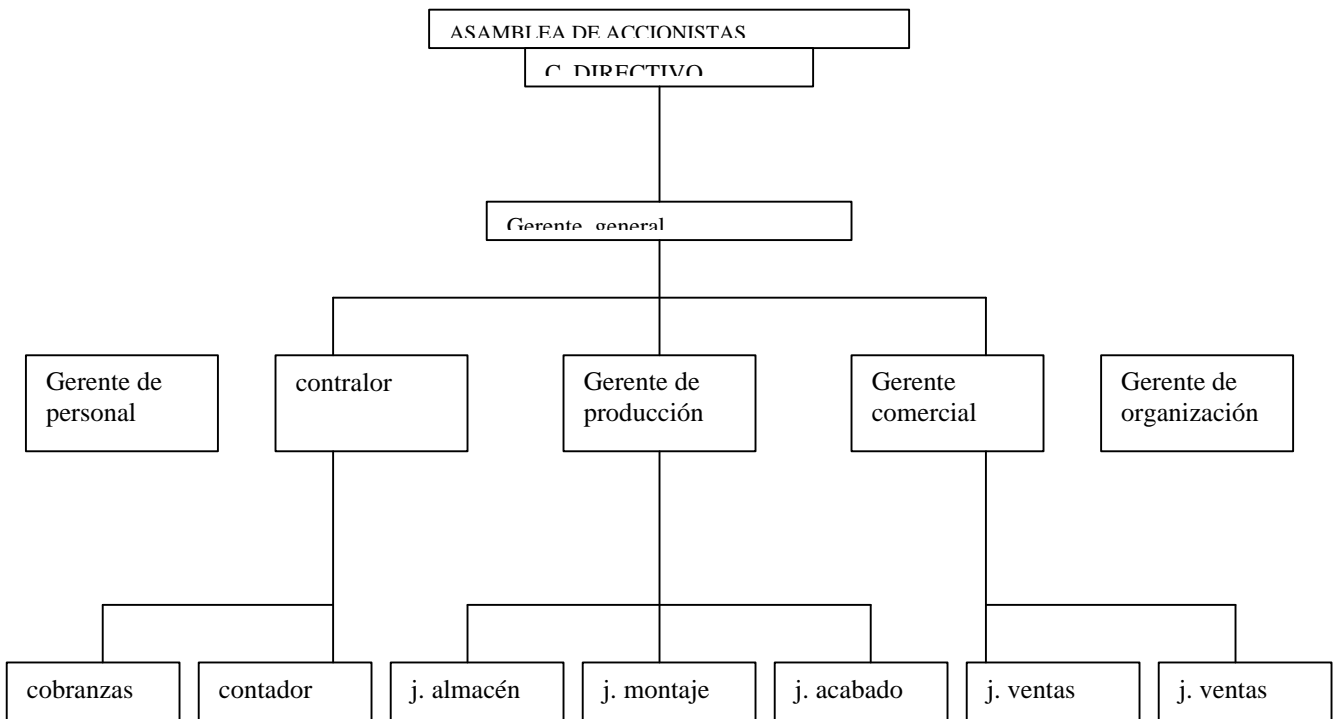 ASAMBLEA DE ACCIONISTAS
C. DIRECTIVO
Gerente general
Gerente de
personal
contralor
Gerente de
producción
Gerente
comercial
Gerente de
organización
cobranzas
contador
j. almacén
j. montaje
j. acabado
j. ventas
j. ventas